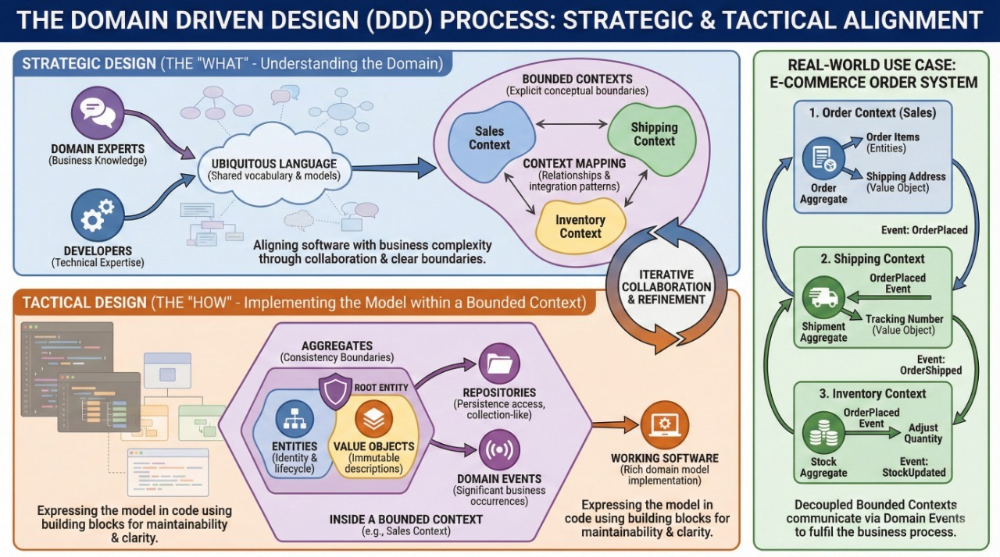 THE DOMAIN DRIVEN DESIGN (DDD) PROCESS: STRATEGIC & TACTICAL ALIGNMENT
STRATEGIC DESIGN (THE "WHAT" - Understanding the Domain)
DOMAIN EXPERTS
(Business Knowledge)
DEVELOPERS
(Technical Expertise)
UBIQUITOUS LANGUAGE
(Shared vocabulary & models)
Aligning software with business complexity
through collaboration & clear boundaries.
BOUNDED CONTEXTS
(Explicit conceptual boundaries)
Sales
Context
Shipping
Context
CONTEXT MAPPING
(Relationships &
integration patterns)
Inventory
Context
ITERATIVE
COLLABORATION
& REFINEMENT
TACTICAL DESIGN (THE "HOW" - Implementing the Model within a Bounded Context)
Expressing the model in code using
building blocks for maintainability
& clarity.
AGGREGATES
(Consistency Boundaries)
ROOT ENTITY
ENTITIES
(Identity &
lifecycle)
VALUE OBJECTS
(Immutable
descriptions)
REPOSITORIES
(Persistence access,
collection-like)
DOMAIN EVENTS
(Significant business
occurrences)
INSIDE A BOUNDED CONTEXT
(e.g., Sales Context)
WORKING SOFTWARE
(Rich domain model
implementation)
Expressing the model in
code using building blocks for
maintainability & clarity.
REAL-WORLD USE CASE:
E-COMMERCE ORDER SYSTEM
1. Order Context (Sales)
Order
Aggregate
Order Items
(Entities)
Shipping Address
(Value Object)
Event: OrderPlaced
2. Shipping Context
OrderPlaced
Event
Shipment
Aggregate
Tracking Number
(Value Object)
Event:
OrderShipped
3. Inventory Context
OrderPlaced
Event
Stock
Aggregate
Adjust
Quantity
Event:
StockUpdated
Decoupled Bounded Contexts
communicate via Domain Events
to fulfil the business process.